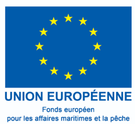 UNION EUROPÉENNE
Fonds européen
pour les affaires maritimes et la pêche